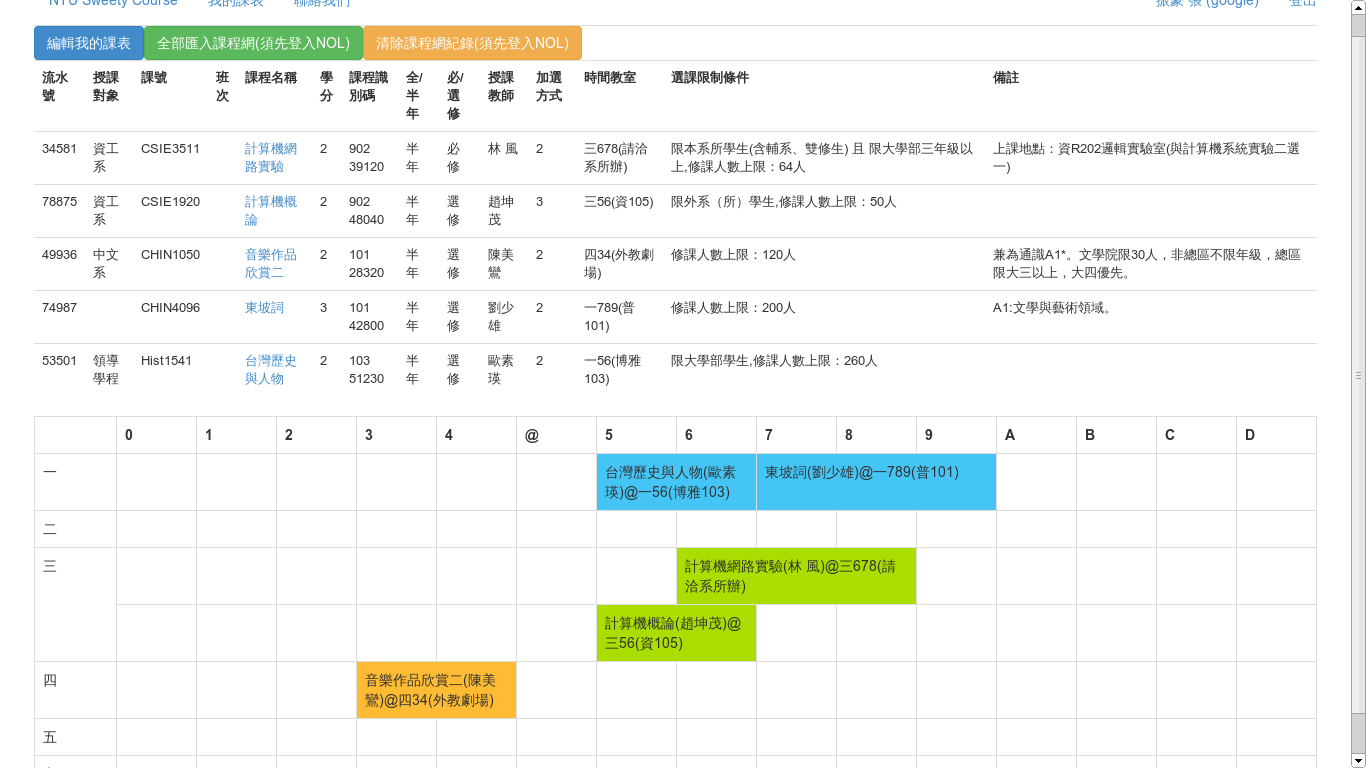 NTU Sweety Course 我的課表 聯絡我們 振豪 張 (google) 登出
編輯我的課表 全部匯入課程網(須先登入NOL) 清除課程網紀錄(須先登入NOL)
流水號 授課對象 課號 班次 課程名稱 學分 課程識別碼 全/半年 必/選修 授課教師 加選方式 時間教室 選課限制條件 備註
34581 資工系 CSIE3511 計算機網路實驗 2 902 39120 半年 必修 林 風 2 三678(請洽系所辦) 限本系所學生(含輔系、雙修生) 且 限大學部三年級以上,修課人數上限：64人 上課地點：資R202邏輯實驗室(與計算機系統實驗二選一)
78875 資工系 CSIE1920 計算機概論 2 902 48040 半年 選修 趙坤茂 3 三56(資105) 限外系（所）學生,修課人數上限：50人
49936 中文系 CHIN1050 音樂作品欣賞二 2 101 28320 半年 選修 陳美鸞 2 四34(外教劇場) 修課人數上限：120人 兼為通識A1*。文學院限30人，非總區不限年級，總區限大三以上，大四優先。
74987 CHIN4096 東坡詞 3 101 42800 半年 選修 劉少雄 2 一789(普101) 修課人數上限：200人 A1:文學與藝術領域。
53501 領導學程 Hist1541 台灣歷史與人物 2 103 51230 半年 選修 歐素瑛 2 一56(博雅103) 限大學部學生,修課人數上限：260人
0 1 2 3 4 @ 5 6 7 8 9 A B C D
一 台灣歷史與人物(歐素瑛)@一56(博雅103) 東坡詞(劉少雄)@一789(普101)
二
三 計算機網路實驗(林 風)@三678(請洽系所辦)
計算機概論(趙坤茂)@三56(資105)
四 音樂作品欣賞二(陳美鸞)@四34(外教劇場)
五